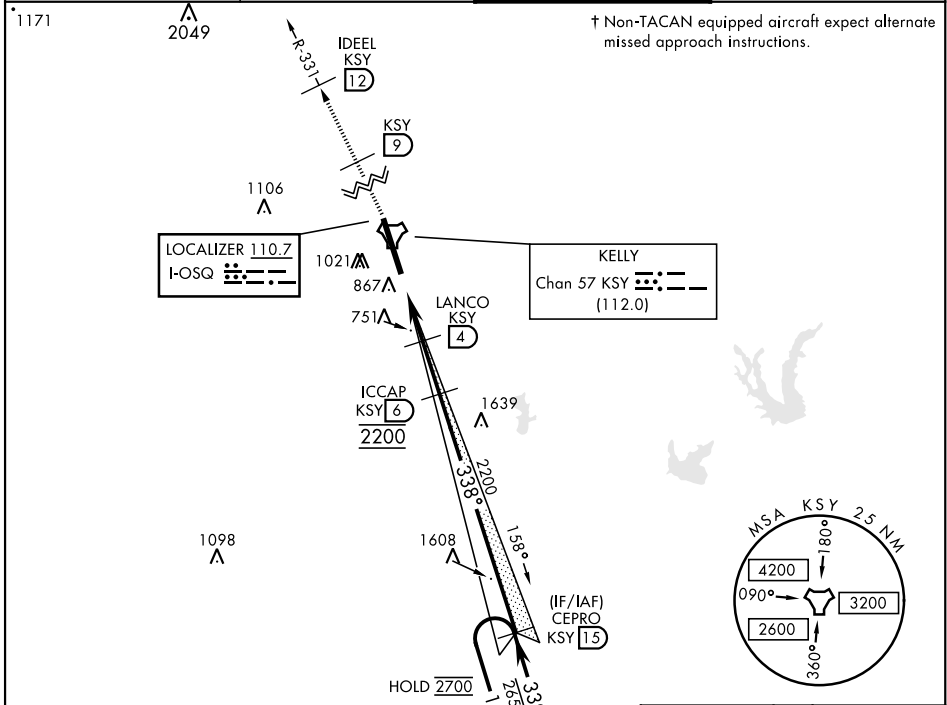 1171
2049
† Non-TACAN equipped aircraft expect alternate
missed approach instructions.
R-331
IDEEL
KSY
12
KSY
9
1106
LOCALIZER 110.7
I-OSQ
KELLY
Chan 57 KSY
(112.0)
1021
867
751
LANCO
KSY
4
ICCAP
KSY 6
2200
1639
338°
2200
158°
1098
1608
(IF/IAF)
CEPRO
KSY 15
HOLD 2700
MSA KSY 25 NM
180°
4200
090°
3200
2600
360°